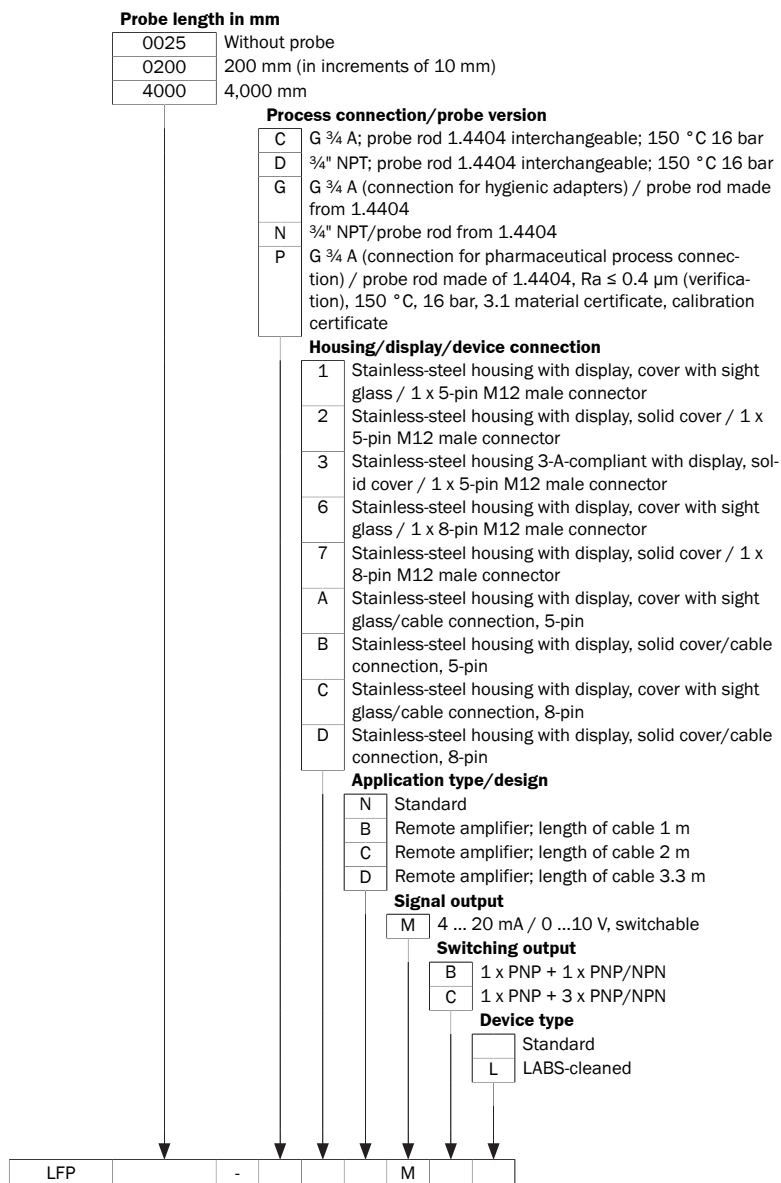 Probe length in mm
0025 Without probe
0200 200 mm (in increments of 10 mm)
4000 4,000 mm
Process connection/probe version
C G ¾ A; probe rod 1.4404 interchangeable; 150 °C 16 bar
D ¾" NPT; probe rod 1.4404 interchangeable; 150 °C 16 bar
G G ¾ A (connection for hygienic adapters) / probe rod made
from 1.4404
N ¾" NPT/probe rod from 1.4404
P G ¾ A (connection for pharmaceutical process connec-
tion) / probe rod made of 1.4404, Ra ≤ 0.4 µm (verifica-
tion), 150 °C, 16 bar, 3.1 material certificate, calibration
certificate
Housing/display/device connection
1 Stainless-steel housing with display, cover with sight
glass / 1 x 5-pin M12 male connector
2 Stainless-steel housing with display, solid cover / 1 x
5-pin M12 male connector
3 Stainless-steel housing 3-A-compliant with display, sol-
id cover / 1 x 5-pin M12 male connector
6 Stainless-steel housing with display, cover with sight
glass / 1 x 8-pin M12 male connector
7 Stainless-steel housing with display, solid cover / 1 x
8-pin M12 male connector
A Stainless-steel housing with display, cover with sight
glass/cable connection, 5-pin
B Stainless-steel housing with display, solid cover/cable
connection, 5-pin
C Stainless-steel housing with display, cover with sight
glass/cable connection, 8-pin
D Stainless-steel housing with display, solid cover/cable
connection, 8-pin
Application type/design
N Standard
B Remote amplifier; length of cable 1 m
C Remote amplifier; length of cable 2 m
D Remote amplifier; length of cable 3.3 m
Signal output
M 4 ... 20 mA / 0 ...10 V, switchable
Switching output
B 1 x PNP + 1 x PNP/NPN
C 1 x PNP + 3 x PNP/NPN
Device type
Standard
L LABS-cleaned
LFP - M